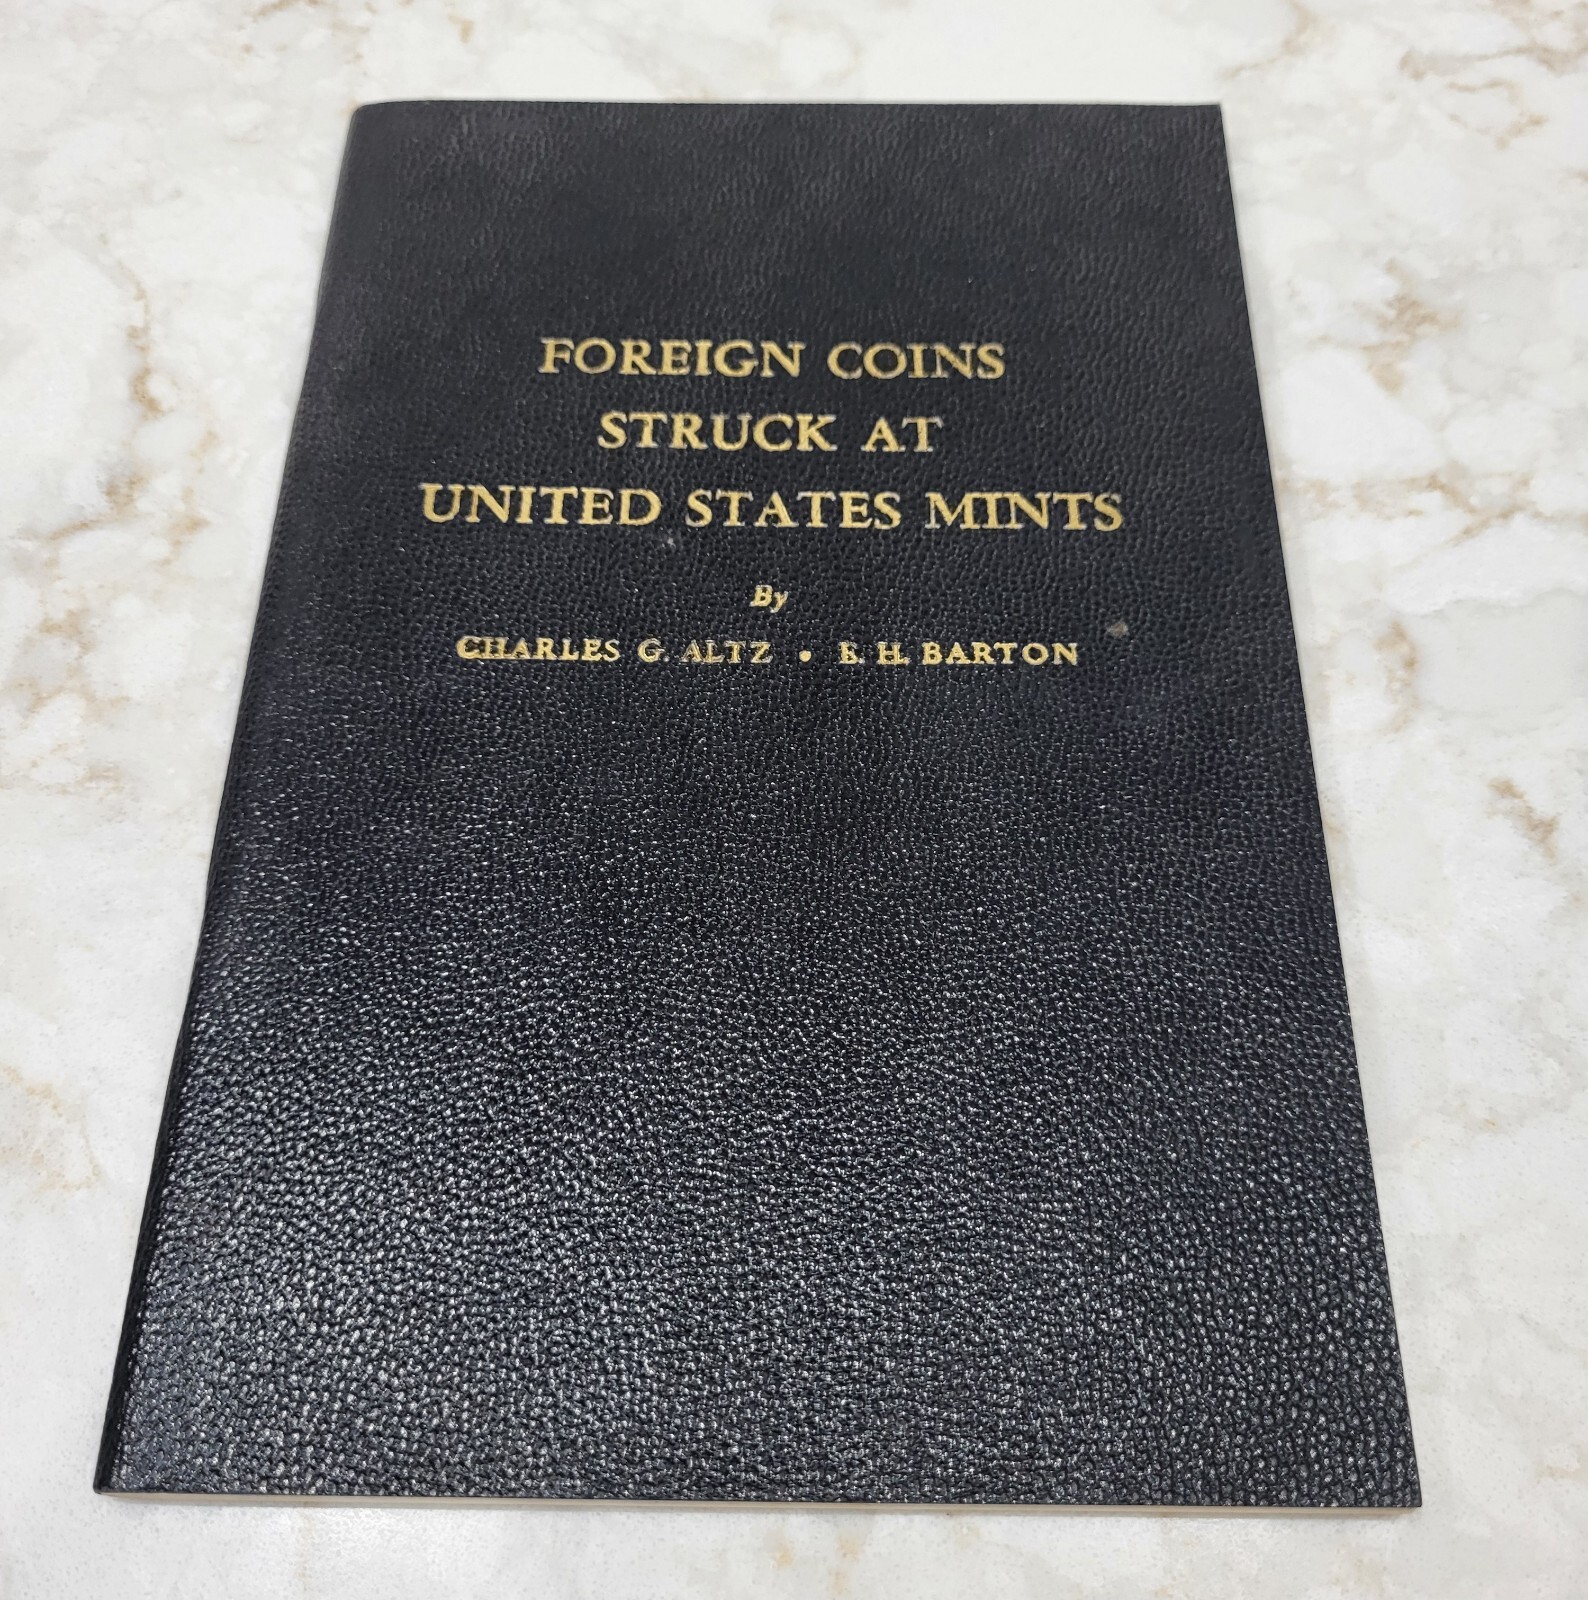 FOREIGN COINS
STRUCK AT
UNITED STATES MINTS
By
CHARLES G. ALTZ • E. H. BARTON